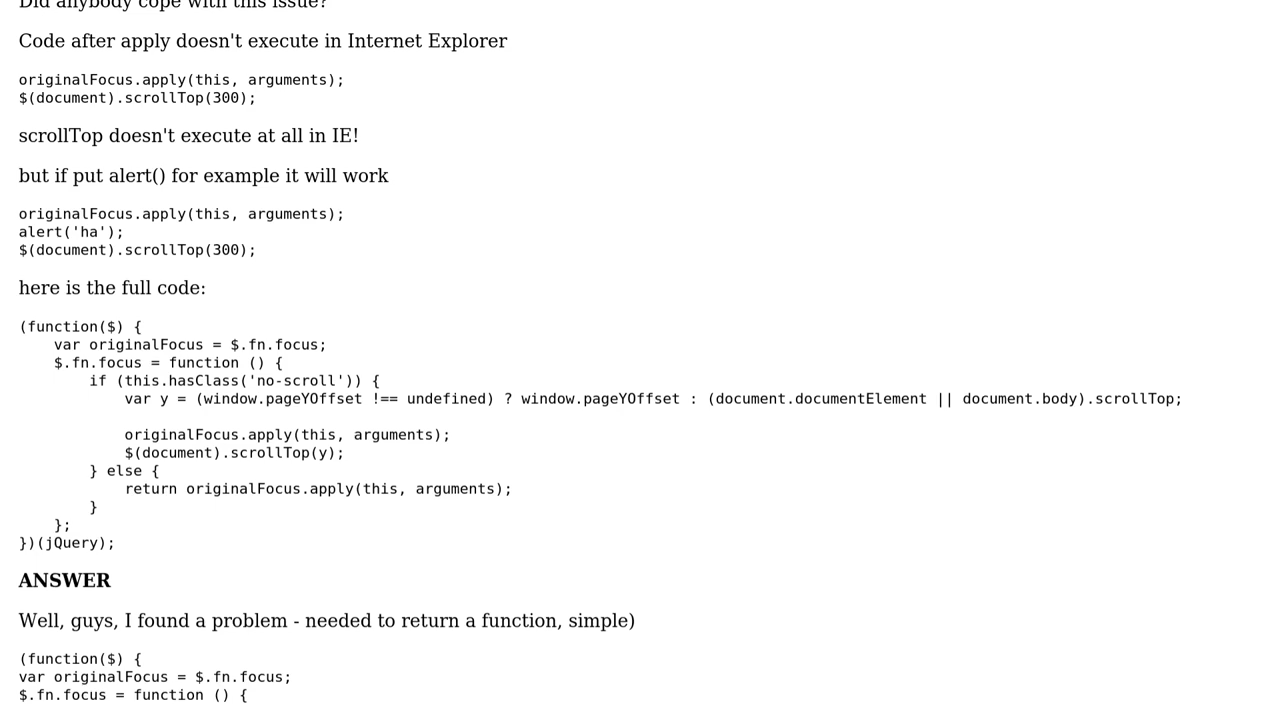 Did anybody cope with this issue?
Code after apply doesn't execute in Internet Explorer
originalFocus.apply(this, arguments);
$(document).scrollTop(300);
scrollTop doesn't execute at all in IE!
but if put alert() for example it will work
originalFocus.apply(this, arguments);
alert('ha');
$(document).scrollTop(300);
here is the full code:
(function($) {
    var originalFocus = $.fn.focus;
    $.fn.focus = function () {
        if (this.hasClass('no-scroll')) {
            var y = (window.pageYOffset !== undefined) ? window.pageYOffset : (document.documentElement || document.body).scrollTop;
            originalFocus.apply(this, arguments);
            $(document).scrollTop(y);
        } else {
            return originalFocus.apply(this, arguments);
        }
    };
})(jQuery);
ANSWER
Well, guys, I found a problem - needed to return a function, simple)
(function($) {
var originalFocus = $.fn.focus;
$.fn.focus = function () {